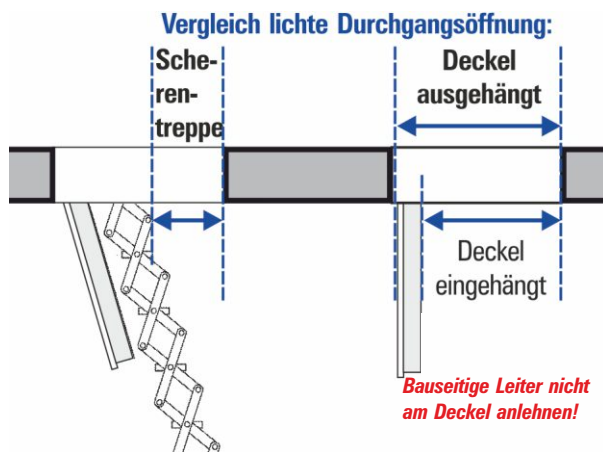 Vergleich lichte Durchgangsöffnung:
Sche-
ren-
treppe
Deckel
ausgehängt
Deckel
eingehängt
Bauseitige Leiter nicht
am Deckel anlehnen!